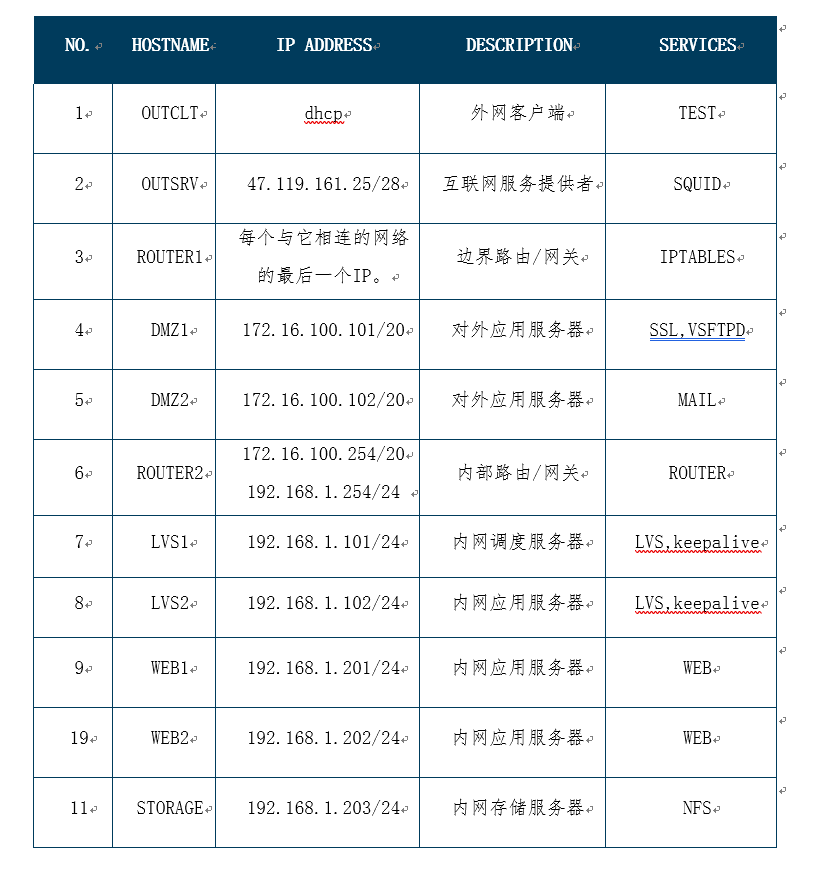 NO. HOSTNAME IP ADDRESS DESCRIPTION SERVICES
1 OUTCLT dhcp 外网客户端 TEST
2 OUTSRV 47.119.161.25/28 互联网服务提供者 SQUID
3 ROUTER1 每个与它相连的网络
的最后一个IP。 边界路由/网关 IPTABLES
4 DMZ1 172.16.100.101/20 对外应用服务器 SSL,VSFTPD
5 DMZ2 172.16.100.102/20 对外应用服务器 MAIL
6 ROUTER2 172.16.100.254/20
192.168.1.254/24 内部路由/网关 ROUTER
7 LVS1 192.168.1.101/24 内网调度服务器 LVS,keepalive
8 LVS2 192.168.1.102/24 内网应用服务器 LVS,keepalive
9 WEB1 192.168.1.201/24 内网应用服务器 WEB
19 WEB2 192.168.1.202/24 内网应用服务器 WEB
11 STORAGE 192.168.1.203/24 内网存储服务器 NFS